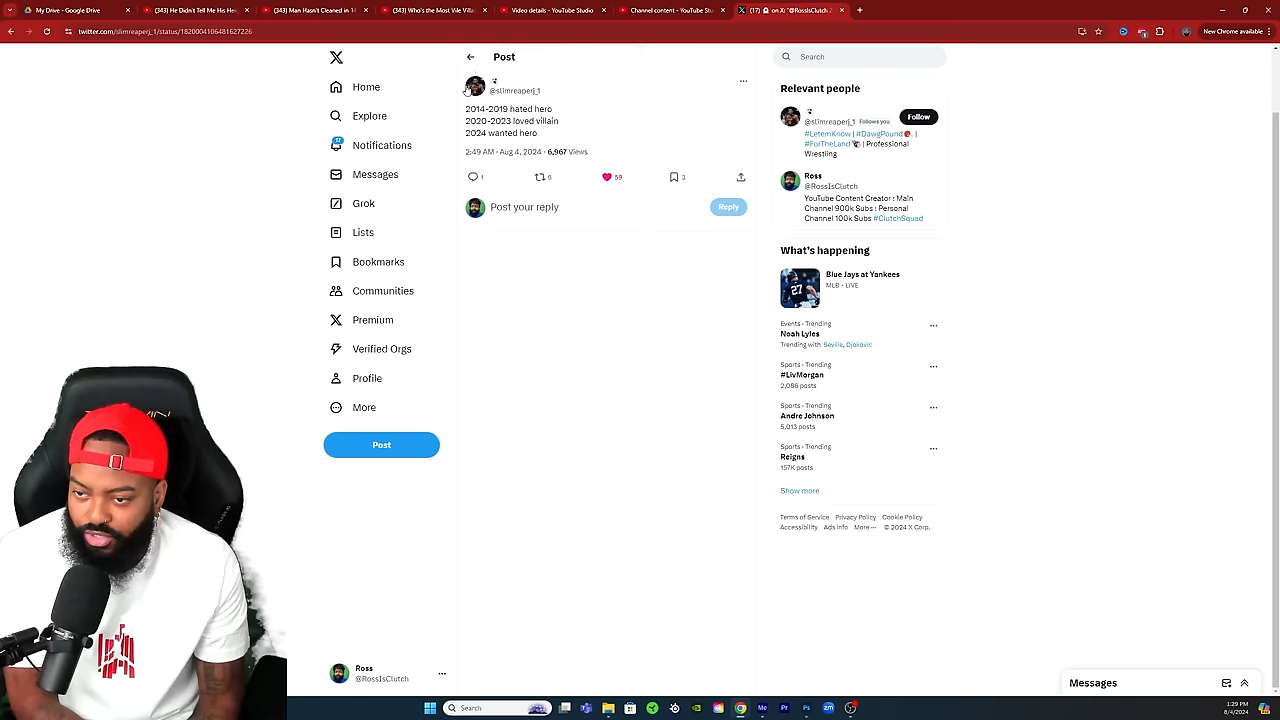 My Drive - Google Drive
(343) He Didn't Tell Me His He
(343) Man Hasn't Cleaned in 14
(343) Who's the Most Vile Villa
Video details - YouTube Studio
Channel content - YouTube Stu
(17) on X: "@RossIsClutch 2
twitter.com/slimreaperj_1/status/1820004106481627226
New Chrome available
Home
Explore
17
Notifications
Messages
Grok
Lists
Bookmarks
Communities
Premium
Verified Orgs
Profile
More
Post
Ross
@RossIsClutch
Post
@slimreaperj_1
2014-2019 hated hero
2020-2023 loved villain
2024 wanted hero
2:49 AM · Aug 4, 2024 · 6,967 Views
1
6
59
3
Post your reply
Reply
Search
Relevant people
@slimreaperj_1 Follows you
Follow
#LetemKnow | #DawgPound |
#ForTheLand | Professional
Wrestling
Ross
@RossIsClutch
YouTube Content Creator : Main
Channel 900k Subs : Personal
Channel 100k Subs #ClutchSquad
What's happening
Blue Jays at Yankees
MLB · LIVE
Events · Trending
Noah Lyles
Trending with Seville, Djokovic
Sports · Trending
#LivMorgan
2,086 posts
Sports · Trending
Andre Johnson
5,013 posts
Sports · Trending
Reigns
157K posts
Show more
Terms of Service Privacy Policy Cookie Policy
Accessibility Ads info More ··· © 2024 X Corp.
Messages
Search
1:29 PM
8/4/2024